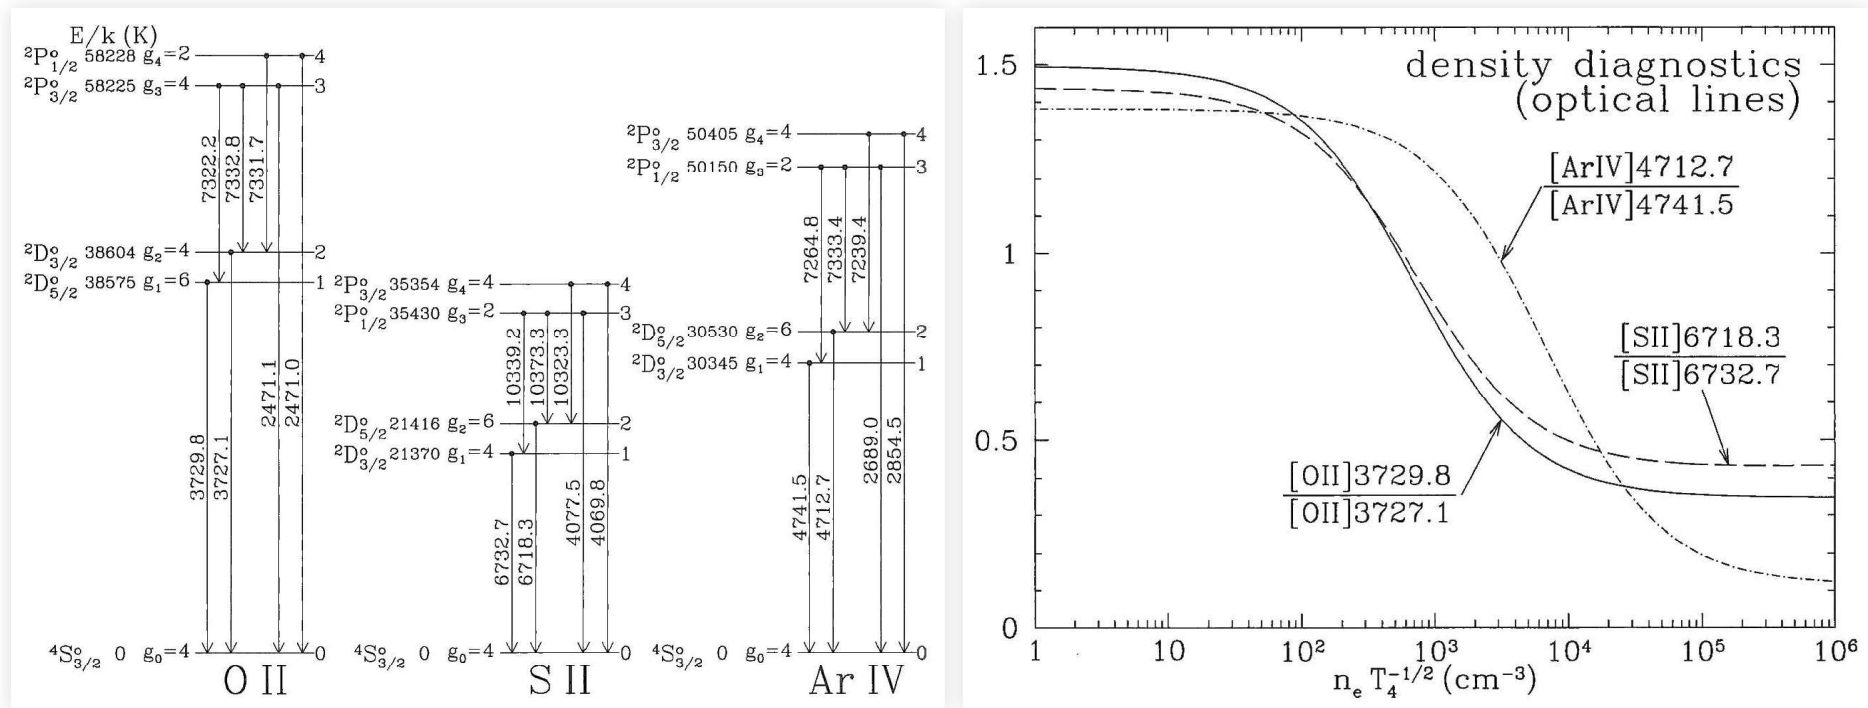 E/k (K)
²P°1/2 58228 g₄=2 4
²P°3/2 58225 g₃=4 3
7322.2
7332.8
7331.7
²D°3/2 38604 g₂=4 2
²D°5/2 38575 g₁=6 1
3729.8
3727.1
2471.1
2471.0
⁴S°3/2 0 g₀=4 0
O II
²P°3/2 35354 g₄=4 4
²P°1/2 35430 g₃=2 3
10339.2
10373.3
10323.3
²D°5/2 21416 g₂=6 2
²D°3/2 21370 g₁=4 1
6732.7
6718.3
4077.5
4069.8
⁴S°3/2 0 g₀=4 0
S II
²P°3/2 50405 g₄=4 4
²P°1/2 50150 g₃=2 3
7264.8
7333.4
7239.4
²D°5/2 30530 g₂=6 2
²D°3/2 30345 g₁=4 1
4741.5
4712.7
2689.0
2854.5
⁴S°3/2 0 g₀=4 0
Ar IV
density diagnostics
(optical lines)
[ArIV]4712.7
[ArIV]4741.5
[SII]6718.3
[SII]6732.7
[OII]3729.8
[OII]3727.1
1.5
1
0.5
0
1 10 10² 10³ 10⁴ 10⁵ 10⁶
nₑ T₄⁻¹/² (cm⁻³)